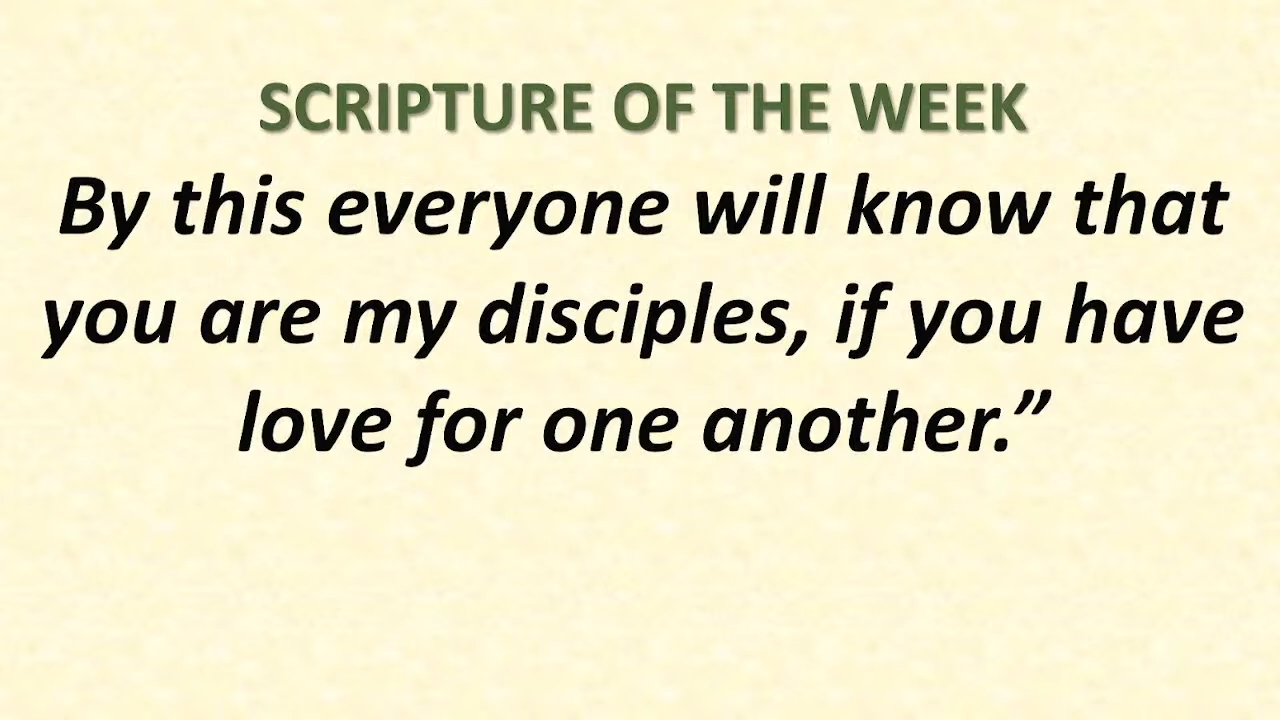 SCRIPTURE OF THE WEEK
By this everyone will know that
you are my disciples, if you have
love for one another.”